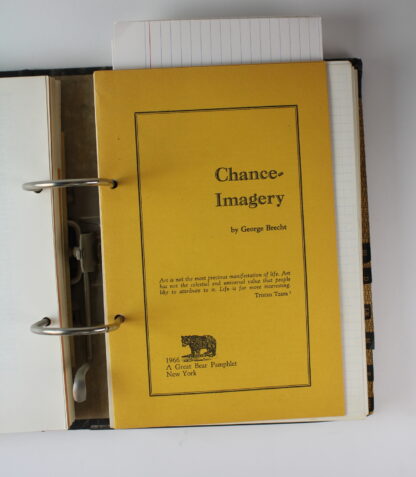 Chance-
Imagery
by George Brecht
Art is not the most precious manifestation of life. Art
has not the celestial and universal value that people
like to attribute to it. Life is far more interesting.
Tristan Tzara
1966
A Great Bear Pamphlet
New York